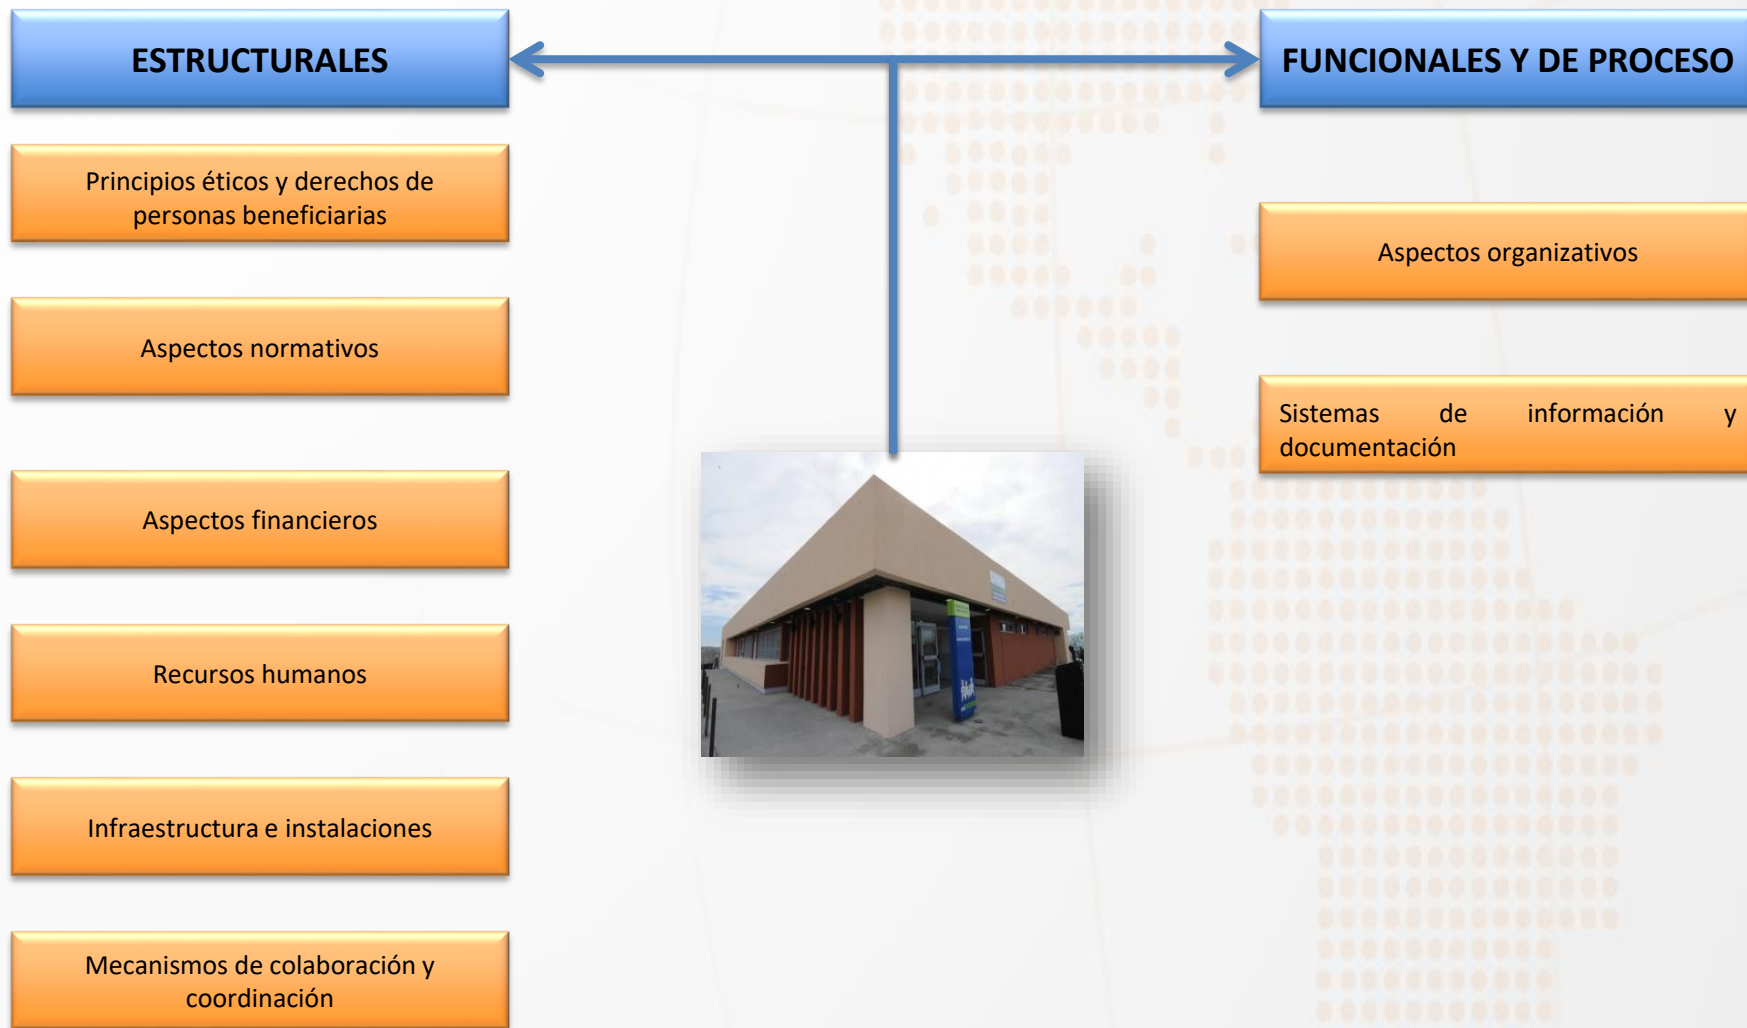 ESTRUCTURALES
Principios éticos y derechos de
personas beneficiarias
Aspectos normativos
Aspectos financieros
Recursos humanos
Infraestructura e instalaciones
Mecanismos de colaboración y
coordinación
FUNCIONALES Y DE PROCESO
Aspectos organizativos
Sistemas de información y
documentación